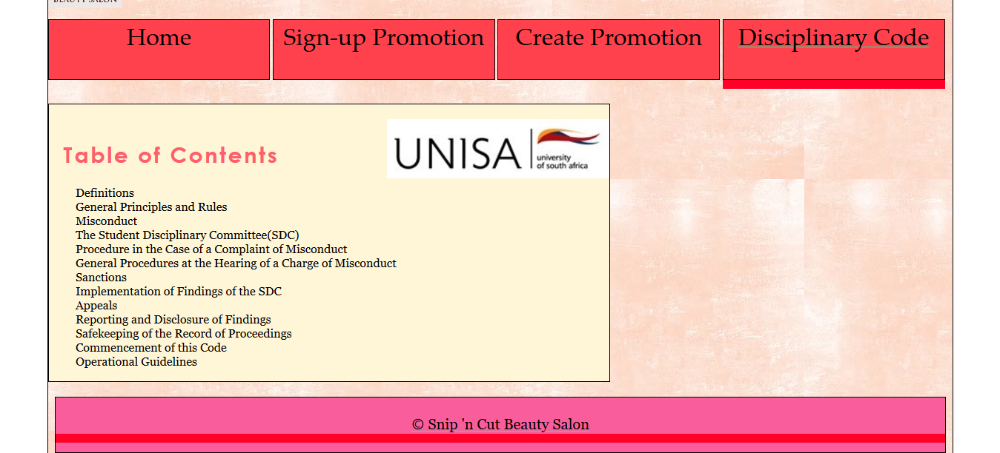 BEAUTY SALON
Home
Sign-up Promotion
Create Promotion
Disciplinary Code
UNISA
university
of south africa
Table of Contents
Definitions
General Principles and Rules
Misconduct
The Student Disciplinary Committee(SDC)
Procedure in the Case of a Complaint of Misconduct
General Procedures at the Hearing of a Charge of Misconduct
Sanctions
Implementation of Findings of the SDC
Appeals
Reporting and Disclosure of Findings
Safekeeping of the Record of Proceedings
Commencement of this Code
Operational Guidelines
© Snip 'n Cut Beauty Salon